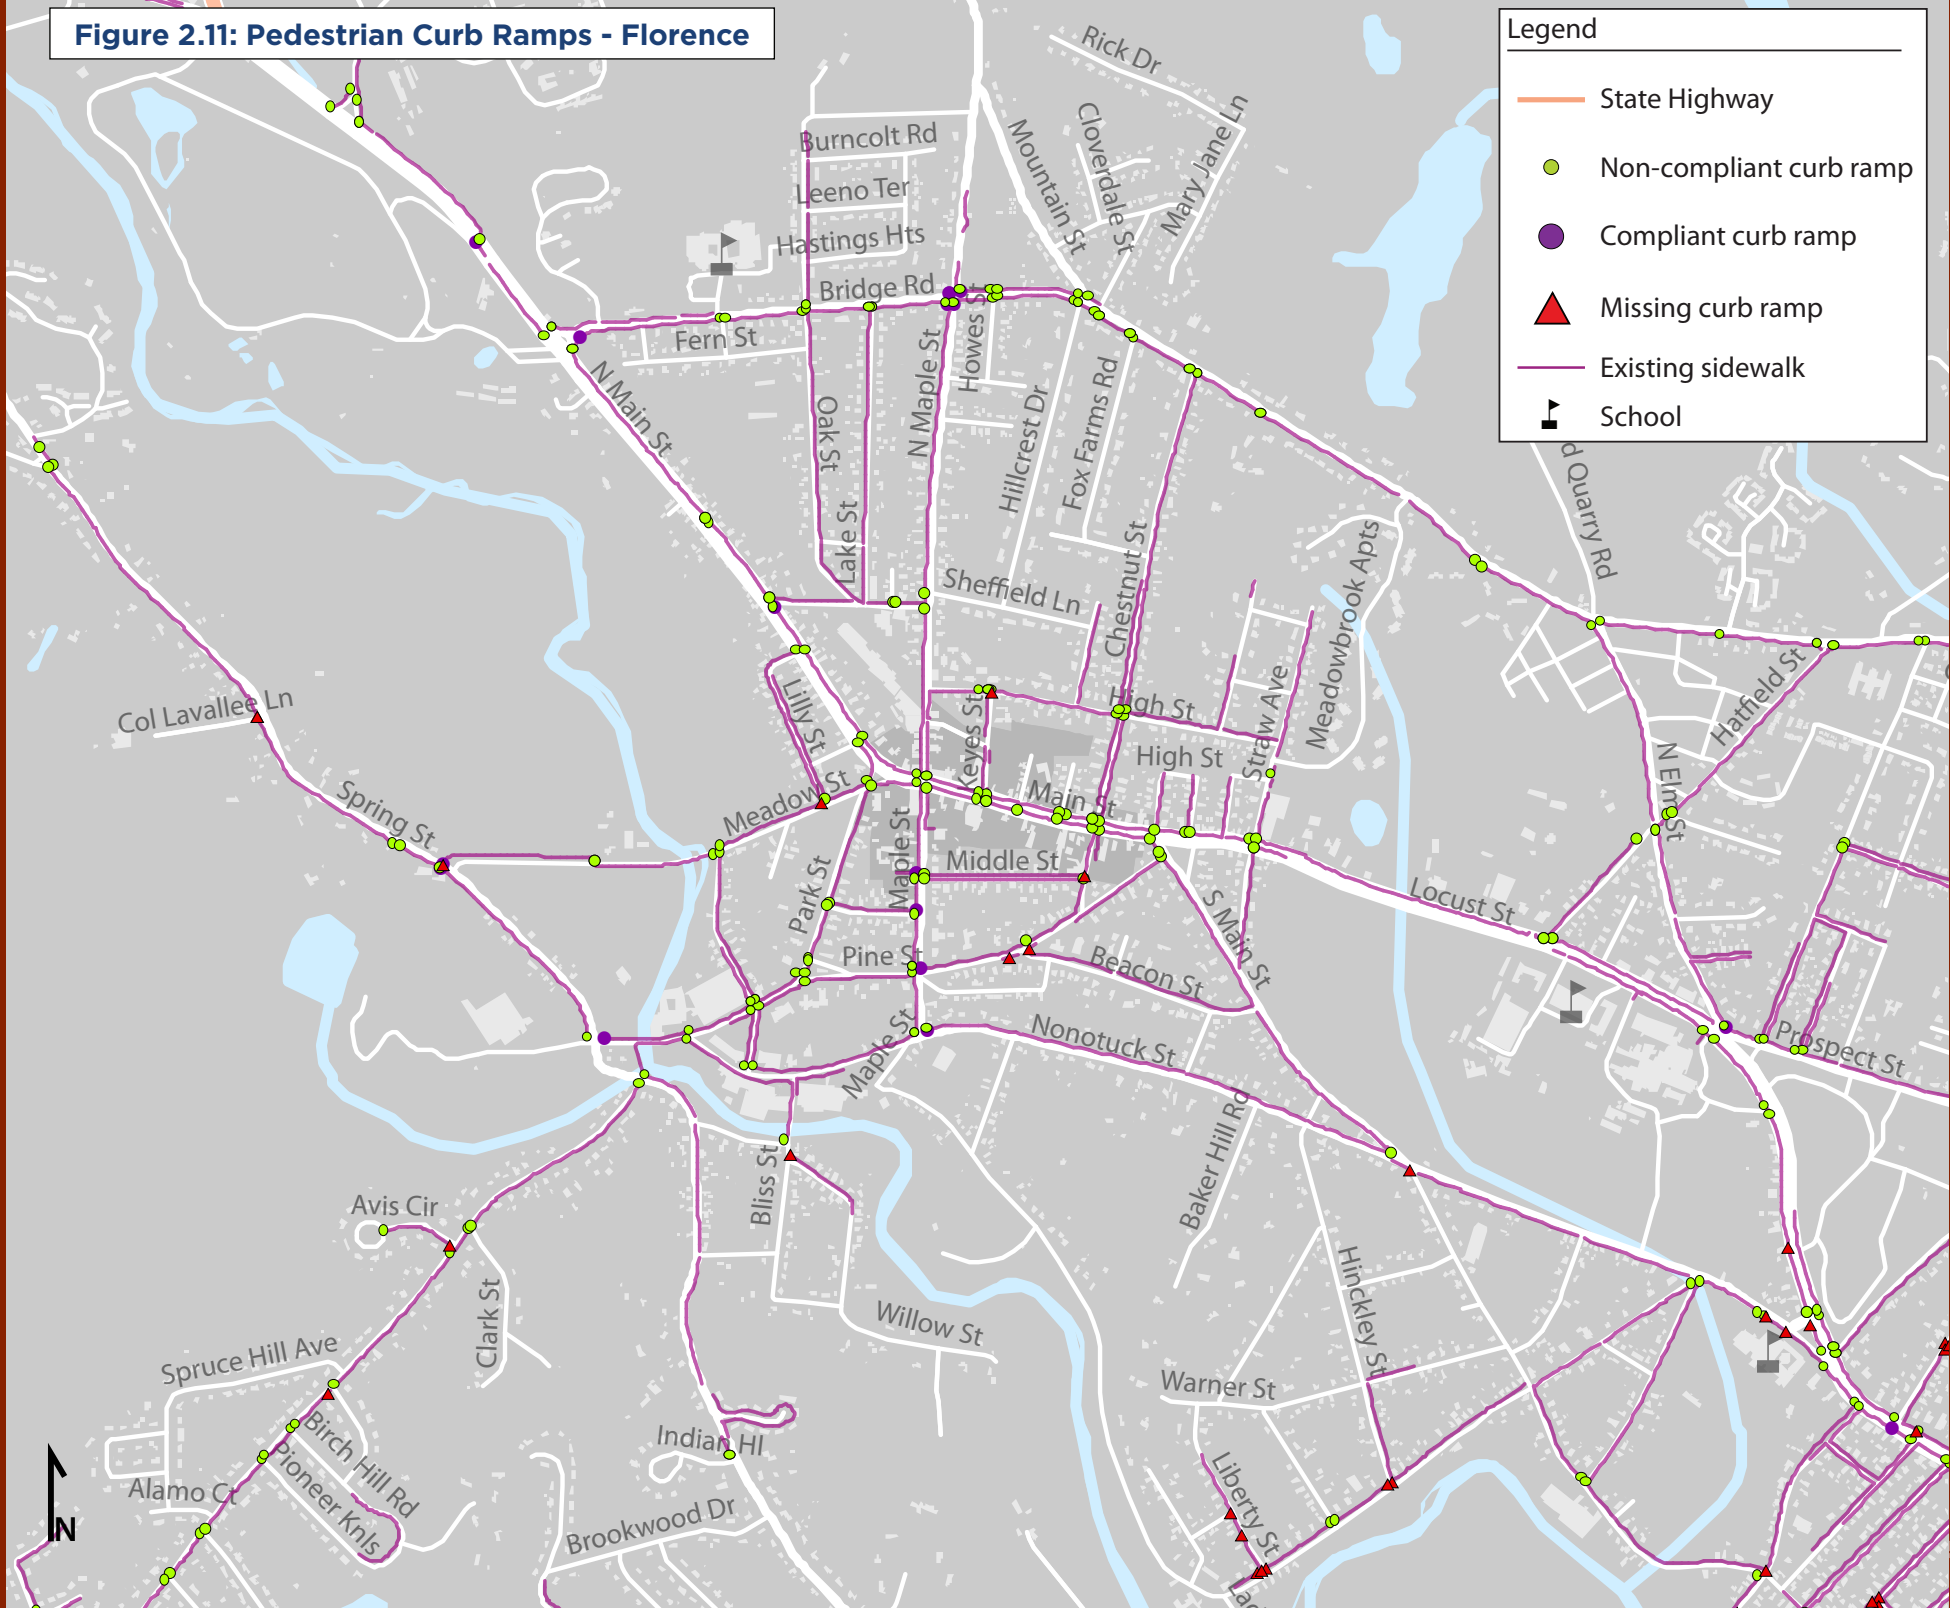 Figure 2.11: Pedestrian Curb Ramps - Florence
Legend
State Highway
Non-compliant curb ramp
Compliant curb ramp
Missing curb ramp
Existing sidewalk
School
Rick Dr
Mary Jane Ln
Cloverdale St
Mountain St
Burncolt Rd
Leeno Ter
Hastings Hts
Bridge Rd
Fern St
N Main St
Oak St
Lake St
N Maple St
Howes St
Hillcrest Dr
Fox Farms Rd
Chestnut St
Sheffield Ln
Meadowbrook Apts
d Quarry Rd
Hatfield St
N Elm St
Col Lavallee Ln
Spring St
Lilly St
Meadow St
Keyes St
High St
High St
Straw Ave
Main St
Maple St
Middle St
Park St
Pine St
Beacon St
S Main St
Locust St
Nonotuck St
Maple St
Prospect St
Baker Hill Rd
Bliss St
Avis Cir
Clark St
Willow St
Hinckley St
Warner St
Liberty St
Spruce Hill Ave
Birch Hill Rd
Pioneer Knls
Alamo Ct
Indian Hl
Brookwood Dr
N